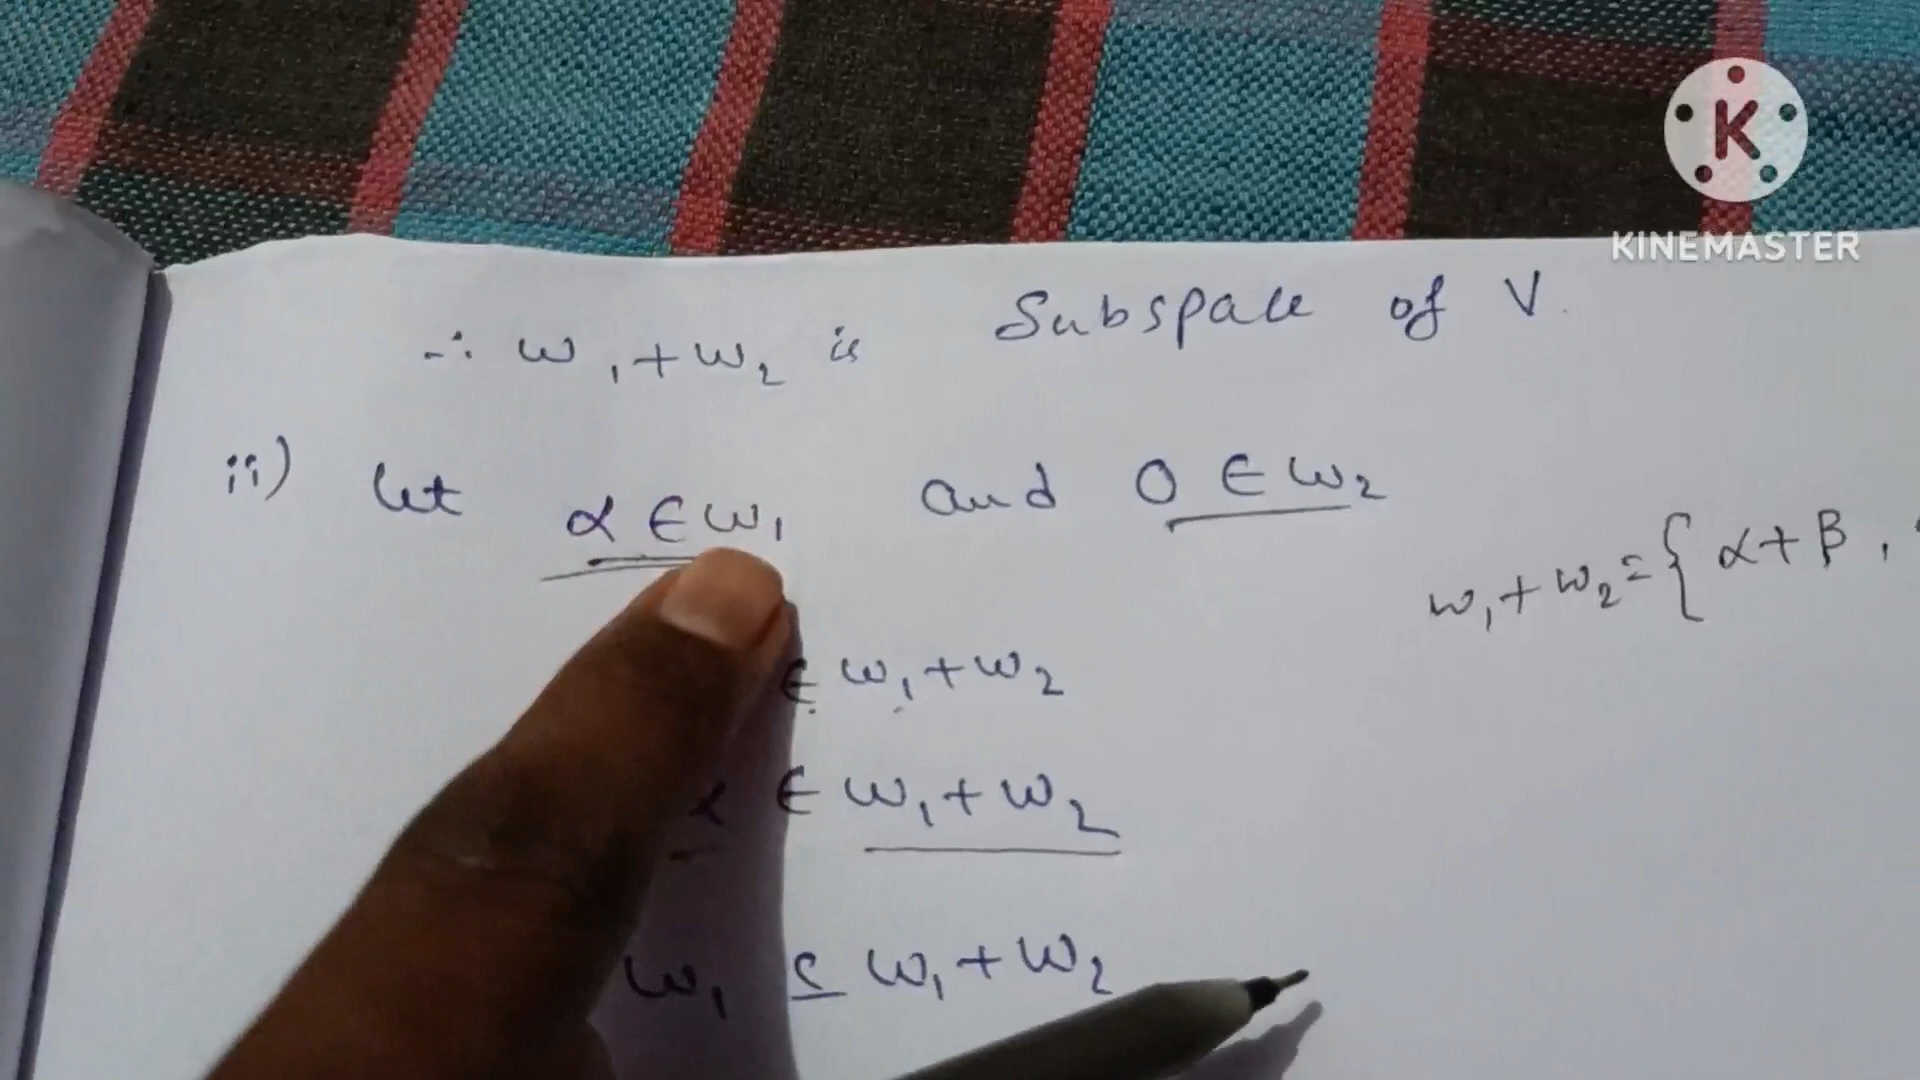 K
KINEMASTER
∴ W₁+W₂ is Subspace of V.
ii) let α ∈ W₁ and 0 ∈ W₂
W₁+W₂ = { α+β ,
∈ W₁+W₂
α ∈ W₁+W₂
W₁ ⊆ W₁+W₂